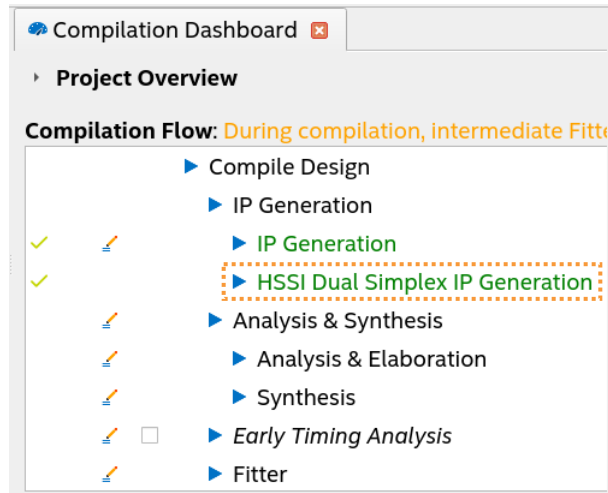 Compilation Dashboard
Project Overview
Compilation Flow: During compilation, intermediate Fitte
Compile Design
IP Generation
IP Generation
HSSI Dual Simplex IP Generation
Analysis & Synthesis
Analysis & Elaboration
Synthesis
Early Timing Analysis
Fitter